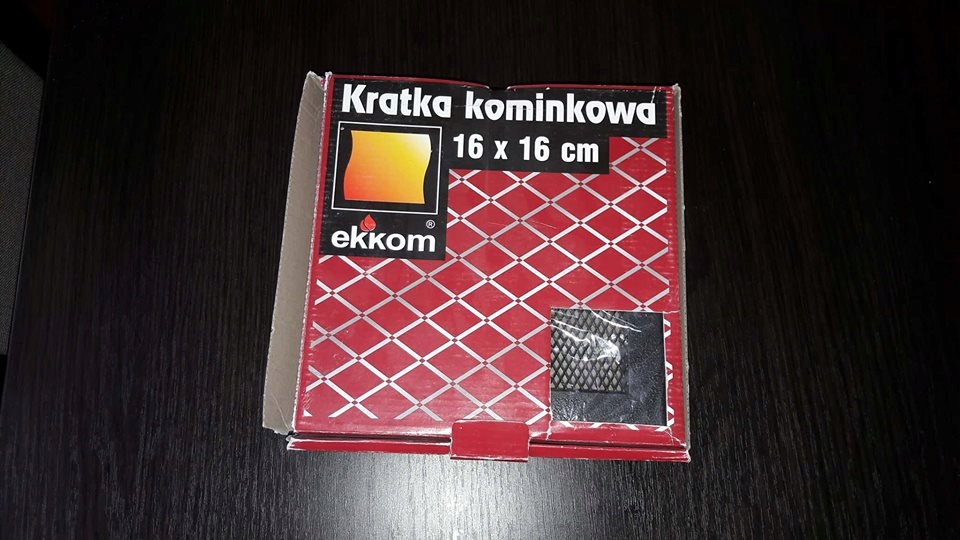 Kratka kominkowa
16 x 16 cm
ekkom®